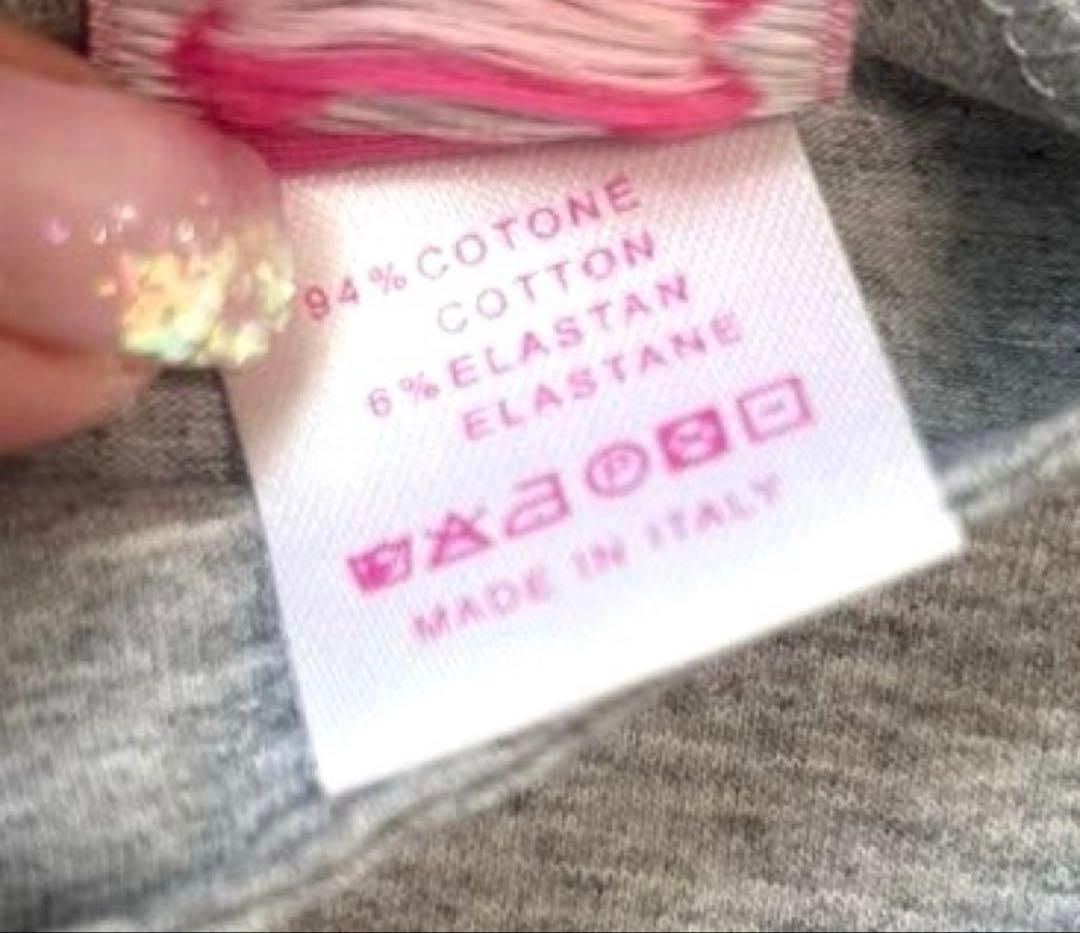 94% COTONE
COTTON
6% ELASTAN
ELASTANE
P
MADE IN ITALY